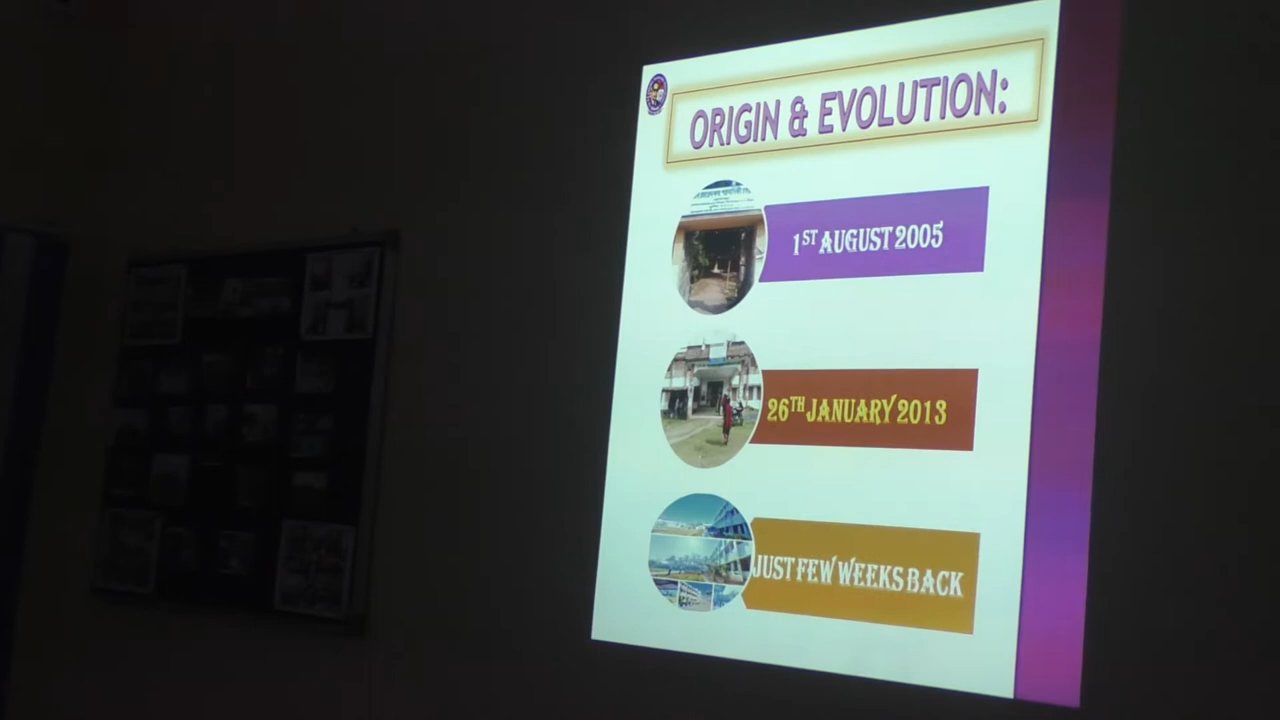 ORIGIN & EVOLUTION:
1ST AUGUST 2005
26TH JANUARY 2013
JUST FEW WEEKS BACK